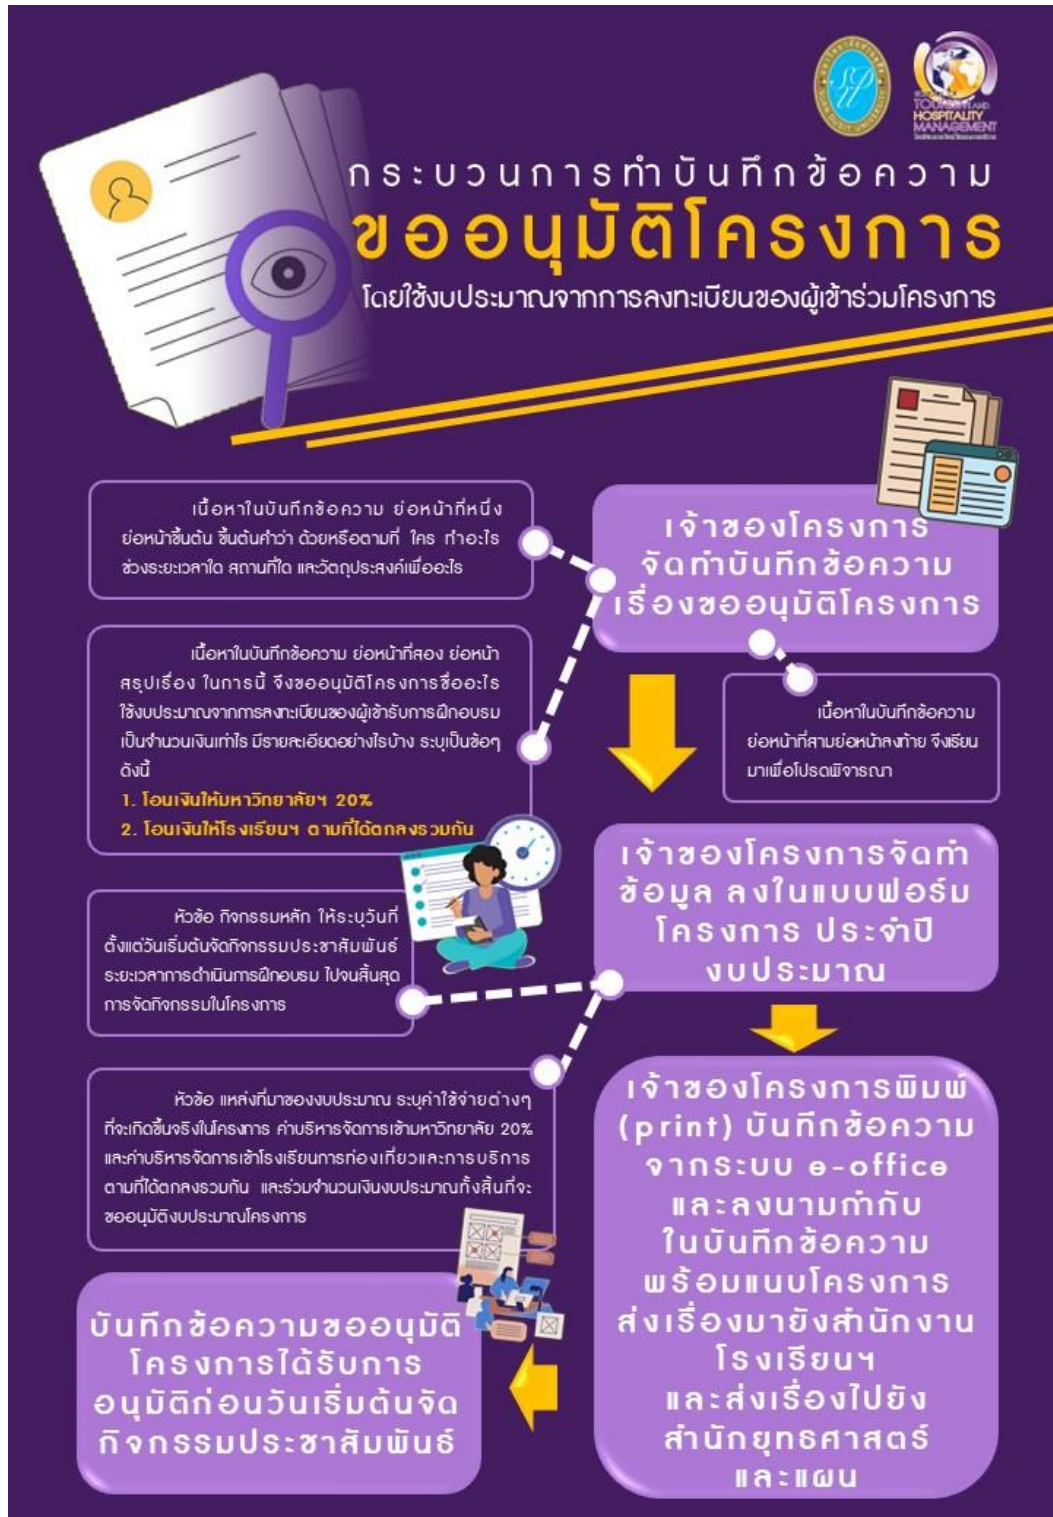 SPU
SUAN DUSIT UNIVERSITY
SCHOOL OF
TOURISM AND
HOSPITALITY
MANAGEMENT
กระบวนการทำบันทึกข้อความ
ขออนุมัติโครงการ
โดยใช้งบประมาณจากการลงทะเบียนของผู้เข้าร่วมโครงการ
เจ้าของโครงการ
จัดทำบันทึกข้อความ
เรื่องขออนุมัติโครงการ
เนื้อหาในบันทึกข้อความ ย่อหน้าที่หนึ่ง
ย่อหน้าขึ้นต้น ขึ้นต้นคำว่า ด้วยหรือตามที่ ใคร ทำอะไร
ช่วงระยะเวลาใด สถานที่ใด และวัตถุประสงค์เพื่ออะไร
เนื้อหาในบันทึกข้อความ ย่อหน้าที่สอง ย่อหน้า
สรุปเรื่อง ในการนี้ จึงขออนุมัติโครงการชื่ออะไร
ใช้งบประมาณจากการลงทะเบียนของผู้เข้ารับการฝึกอบรม
เป็นจำนวนเงินเท่าไร มีรายละเอียดอย่างไรบ้าง ระบุเป็นข้อๆ
ดังนี้
1. โอนเงินให้มหาวิทยาลัยฯ 20%
2. โอนเงินให้โรงเรียนฯ ตามที่ได้ตกลงรวมกัน
เนื้อหาในบันทึกข้อความ
ย่อหน้าที่สามย่อหน้าลงท้าย จึงเรียน
มาเพื่อโปรดพิจารณา
เจ้าของโครงการจัดทำ
ข้อมูล ลงในแบบฟอร์ม
โครงการ ประจำปี
งบประมาณ
หัวข้อ กิจกรรมหลัก ให้ระบุวันที่
ตั้งแต่วันเริ่มต้นจัดกิจกรรมประชาสัมพันธ์
ระยะเวลาการดำเนินการฝึกอบรม ไปจนสิ้นสุด
การจัดกิจกรรมในโครงการ
หัวข้อ แหล่งที่มาของงบประมาณ ระบุค่าใช้จ่ายต่างๆ
ที่จะเกิดขึ้นจริงในโครงการ ค่าบริหารจัดการเข้ามหาวิทยาลัย 20%
และค่าบริหารจัดการเข้าโรงเรียนการท่องเที่ยวและการบริการ
ตามที่ได้ตกลงรวมกัน และร่วมจำนวนเงินงบประมาณทั้งสิ้นที่จะ
ขออนุมัติงบประมาณโครงการ
เจ้าของโครงการพิมพ์
(print) บันทึกข้อความ
จากระบบ e-office
และลงนามกำกับ
ในบันทึกข้อความ
พร้อมแนบโครงการ
ส่งเรื่องมายังสำนักงาน
โรงเรียนฯ
และส่งเรื่องไปยัง
สำนักยุทธศาสตร์
และแผน
บันทึกข้อความขออนุมัติ
โครงการได้รับการ
อนุมัติก่อนวันเริ่มต้นจัด
กิจกรรมประชาสัมพันธ์